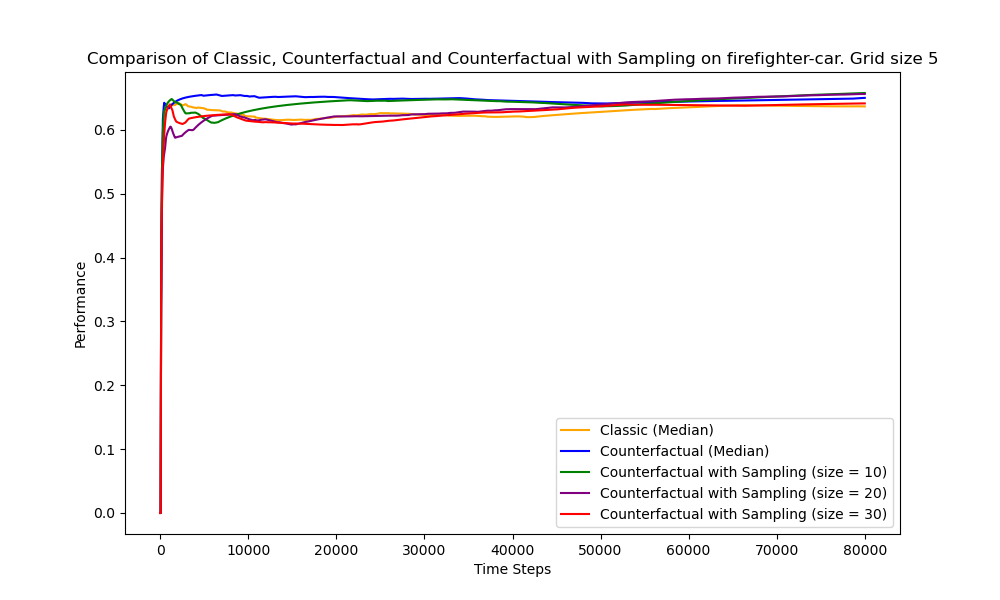 Comparison of Classic, Counterfactual and Counterfactual with Sampling on firefighter-car. Grid size 5
Performance
0.6
0.5
0.4
0.3
0.2
0.1
0.0
Classic (Median)
Counterfactual (Median)
Counterfactual with Sampling (size = 10)
Counterfactual with Sampling (size = 20)
Counterfactual with Sampling (size = 30)
0 10000 20000 30000 40000 50000 60000 70000 80000
Time Steps